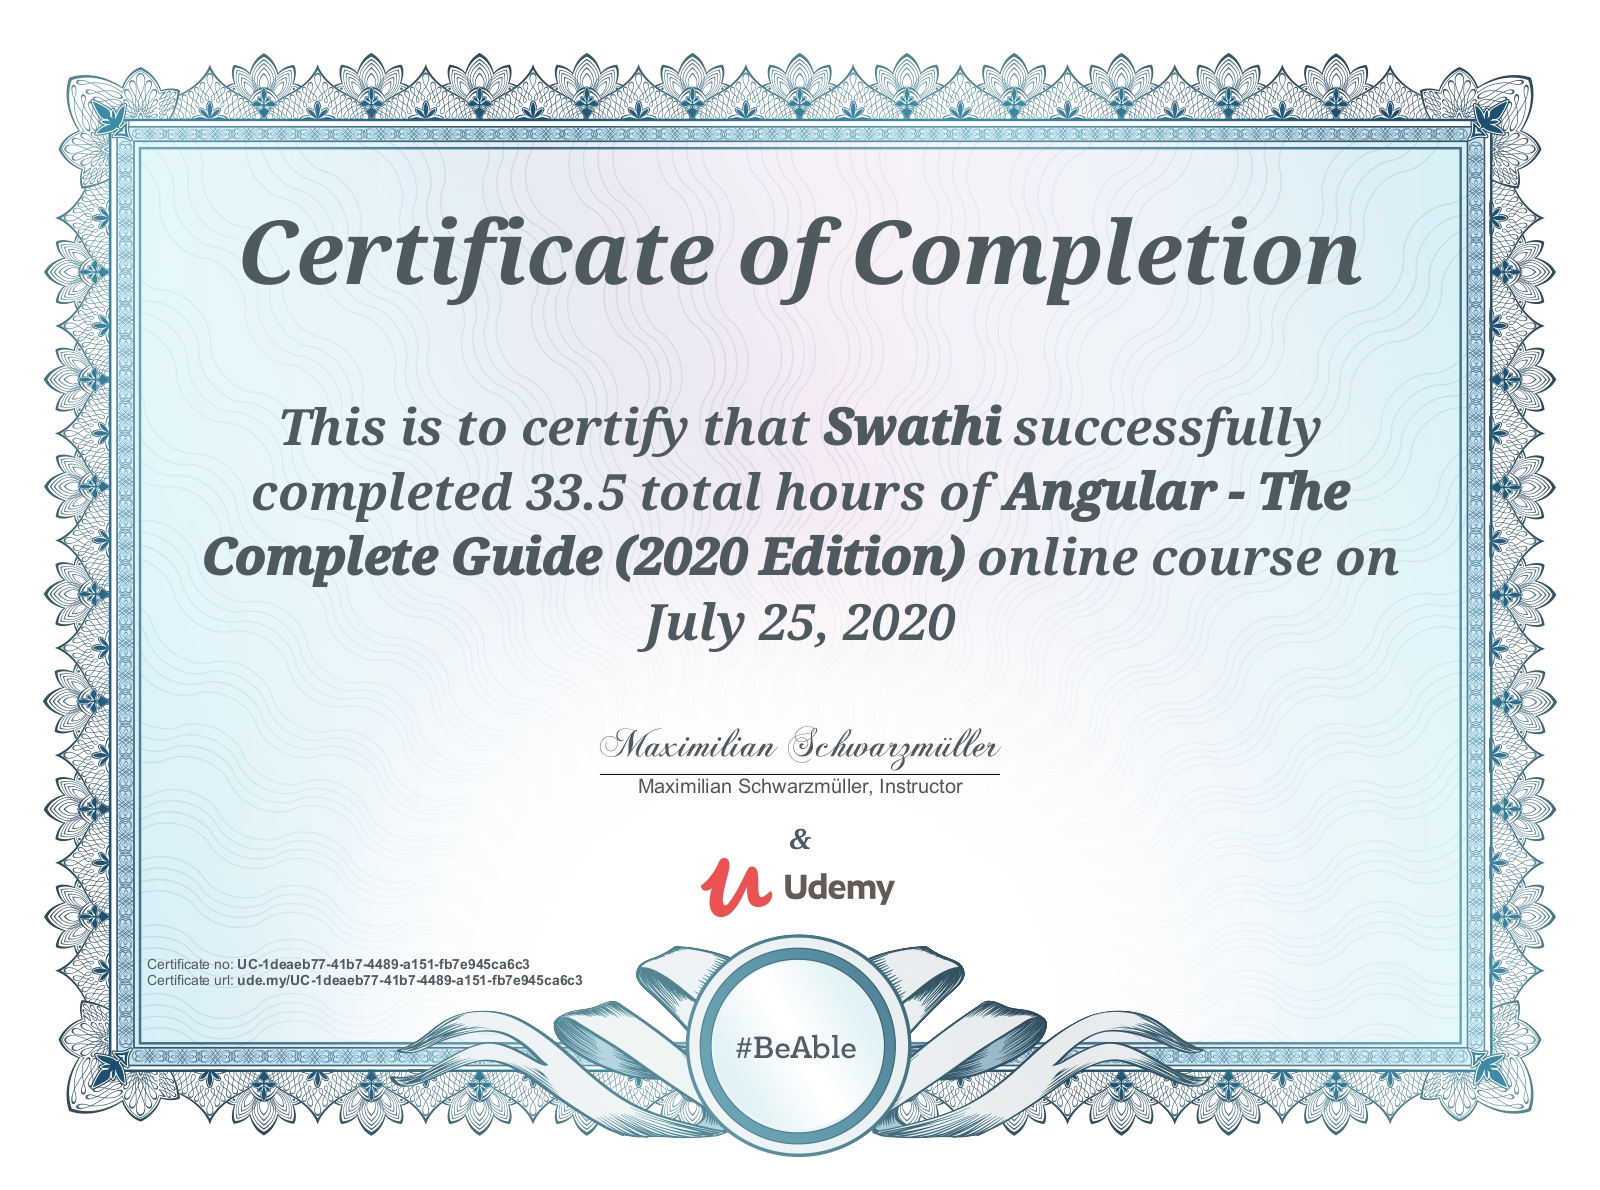 Certificate of Completion
This is to certify that Swathi successfully
completed 33.5 total hours of Angular - The
Complete Guide (2020 Edition) online course on
July 25, 2020
Maximilian Schwarzmüller
Maximilian Schwarzmüller, Instructor
&
Udemy
Certificate no: UC-1deaeb77-41b7-4489-a151-fb7e945ca6c3
Certificate url: ude.my/UC-1deaeb77-41b7-4489-a151-fb7e945ca6c3
#BeAble